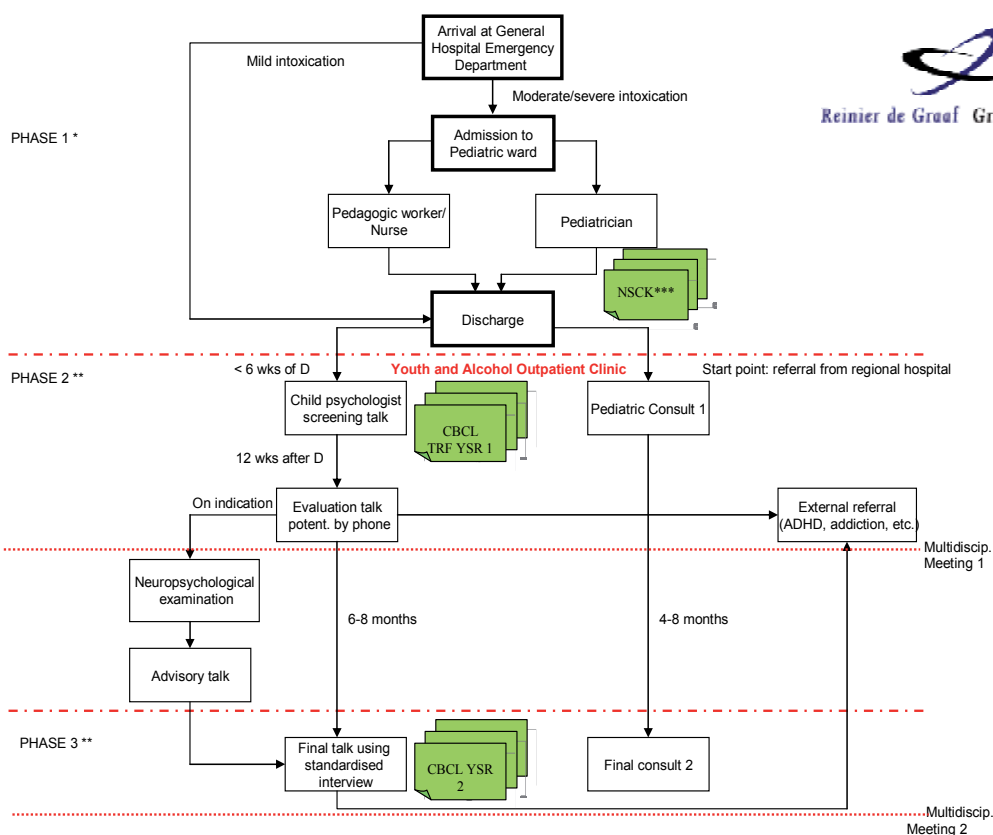 Arrival at General
Hospital Emergency
Department
Mild intoxication
Moderate/severe intoxication
Reinier de Graaf Gr
PHASE 1 *
Admission to
Pediatric ward
Pedagogic worker/
Nurse
Pediatrician
NSCK***
Discharge
PHASE 2 **
< 6 wks of D
Youth and Alcohol Outpatient Clinic
Start point: referral from regional hospital
Child psychologist
screening talk
CBCL
TRF YSR 1
Pediatric Consult 1
12 wks after D
On indication
Evaluation talk
potent. by phone
External referral
(ADHD, addiction, etc.)
Multidiscip.
Meeting 1
Neuropsychological
examination
6-8 months
4-8 months
Advisory talk
PHASE 3 **
Final talk using
standardised
interview
CBCL YSR
2
Final consult 2
Multidiscip.
Meeting 2